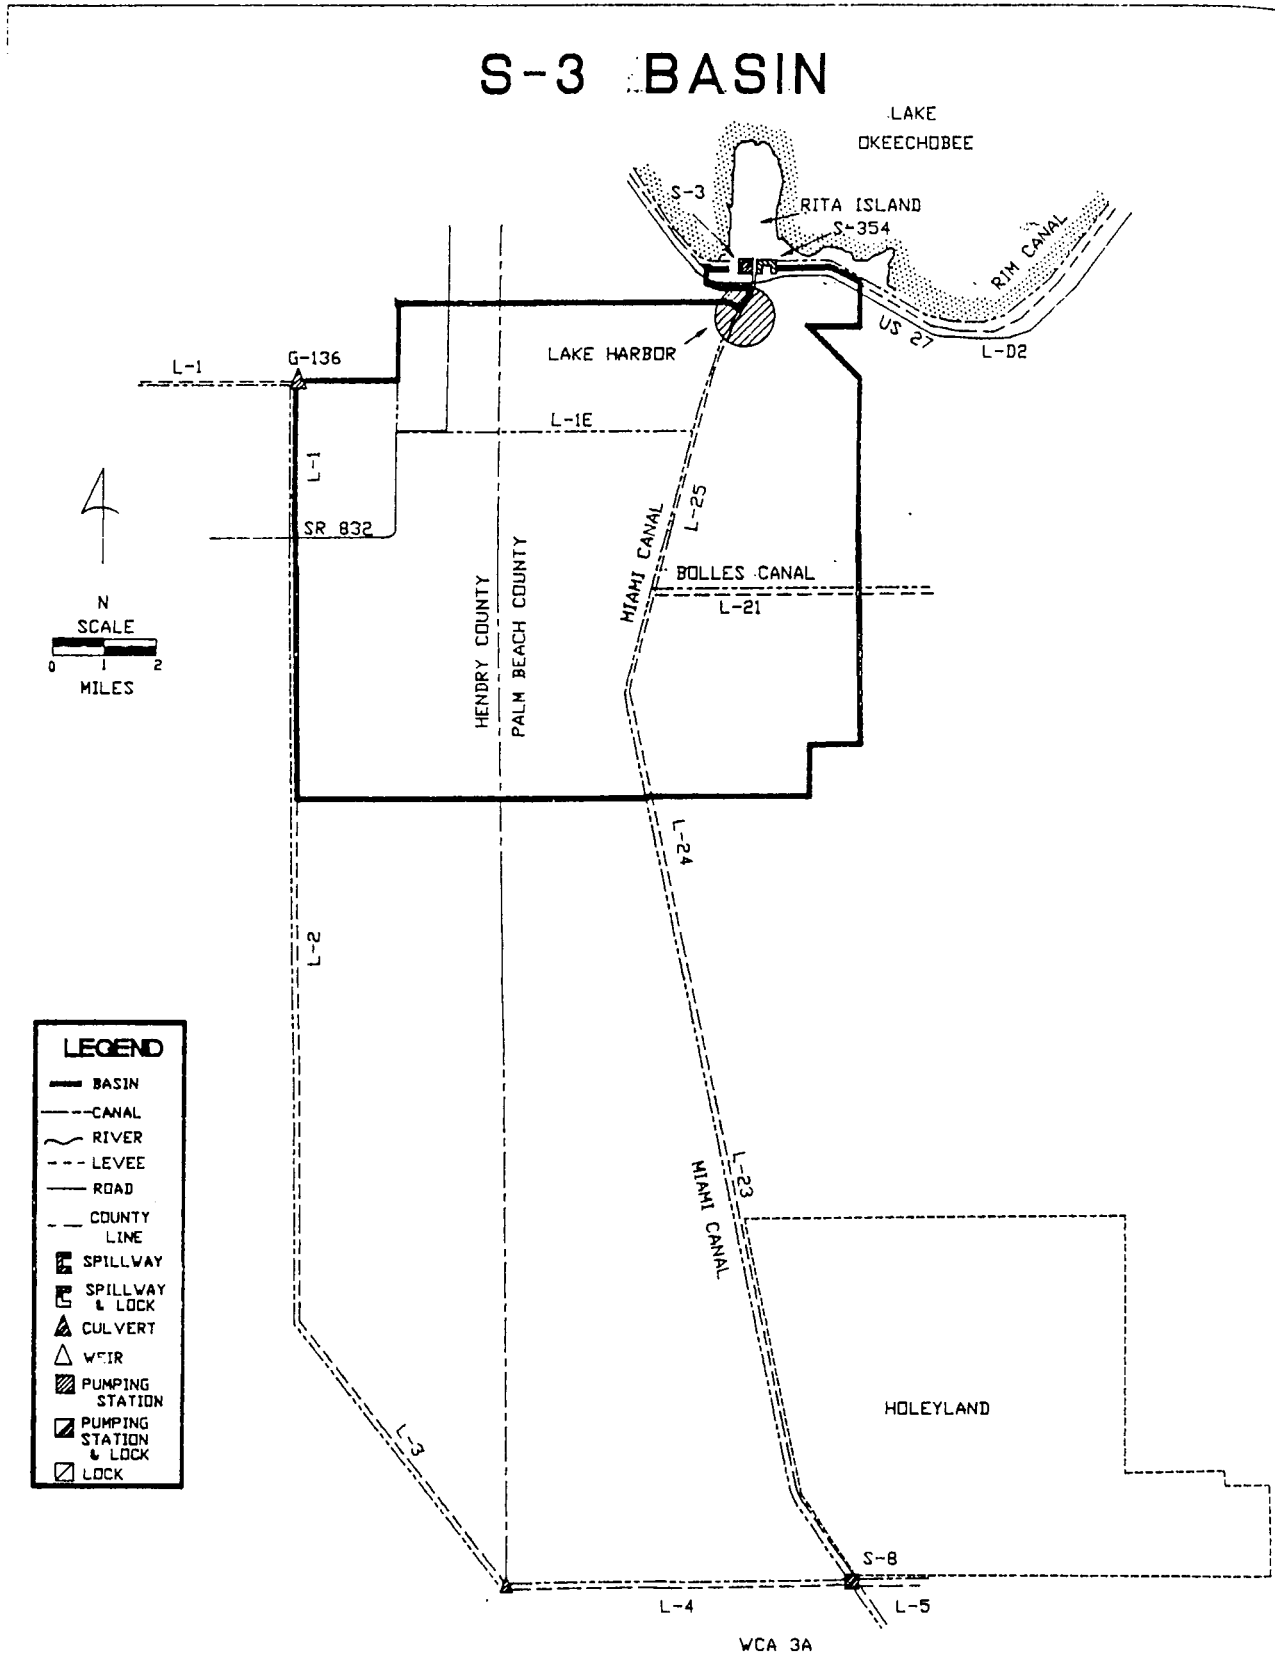 S-3 BASIN
LAKE
OKEECHOBEE
S-3
RITA ISLAND
S-354
RIM CANAL
US 27
L-D2
LAKE HARBOR
G-136
L-1
L-1E
L-1
L-25
SR 832
MIAMI CANAL
BOLLES CANAL
L-21
HENDRY COUNTY
PALM BEACH COUNTY
N
SCALE
0 1 2
MILES
L-24
L-2
LEGEND
BASIN
CANAL
RIVER
LEVEE
ROAD
COUNTY
LINE
SPILLWAY
SPILLWAY
& LOCK
CULVERT
WEIR
PUMPING
STATION
PUMPING
STATION
& LOCK
LOCK
L-23
MIAMI CANAL
HOLEYLAND
L-3
S-8
L-4
L-5
WCA 3A